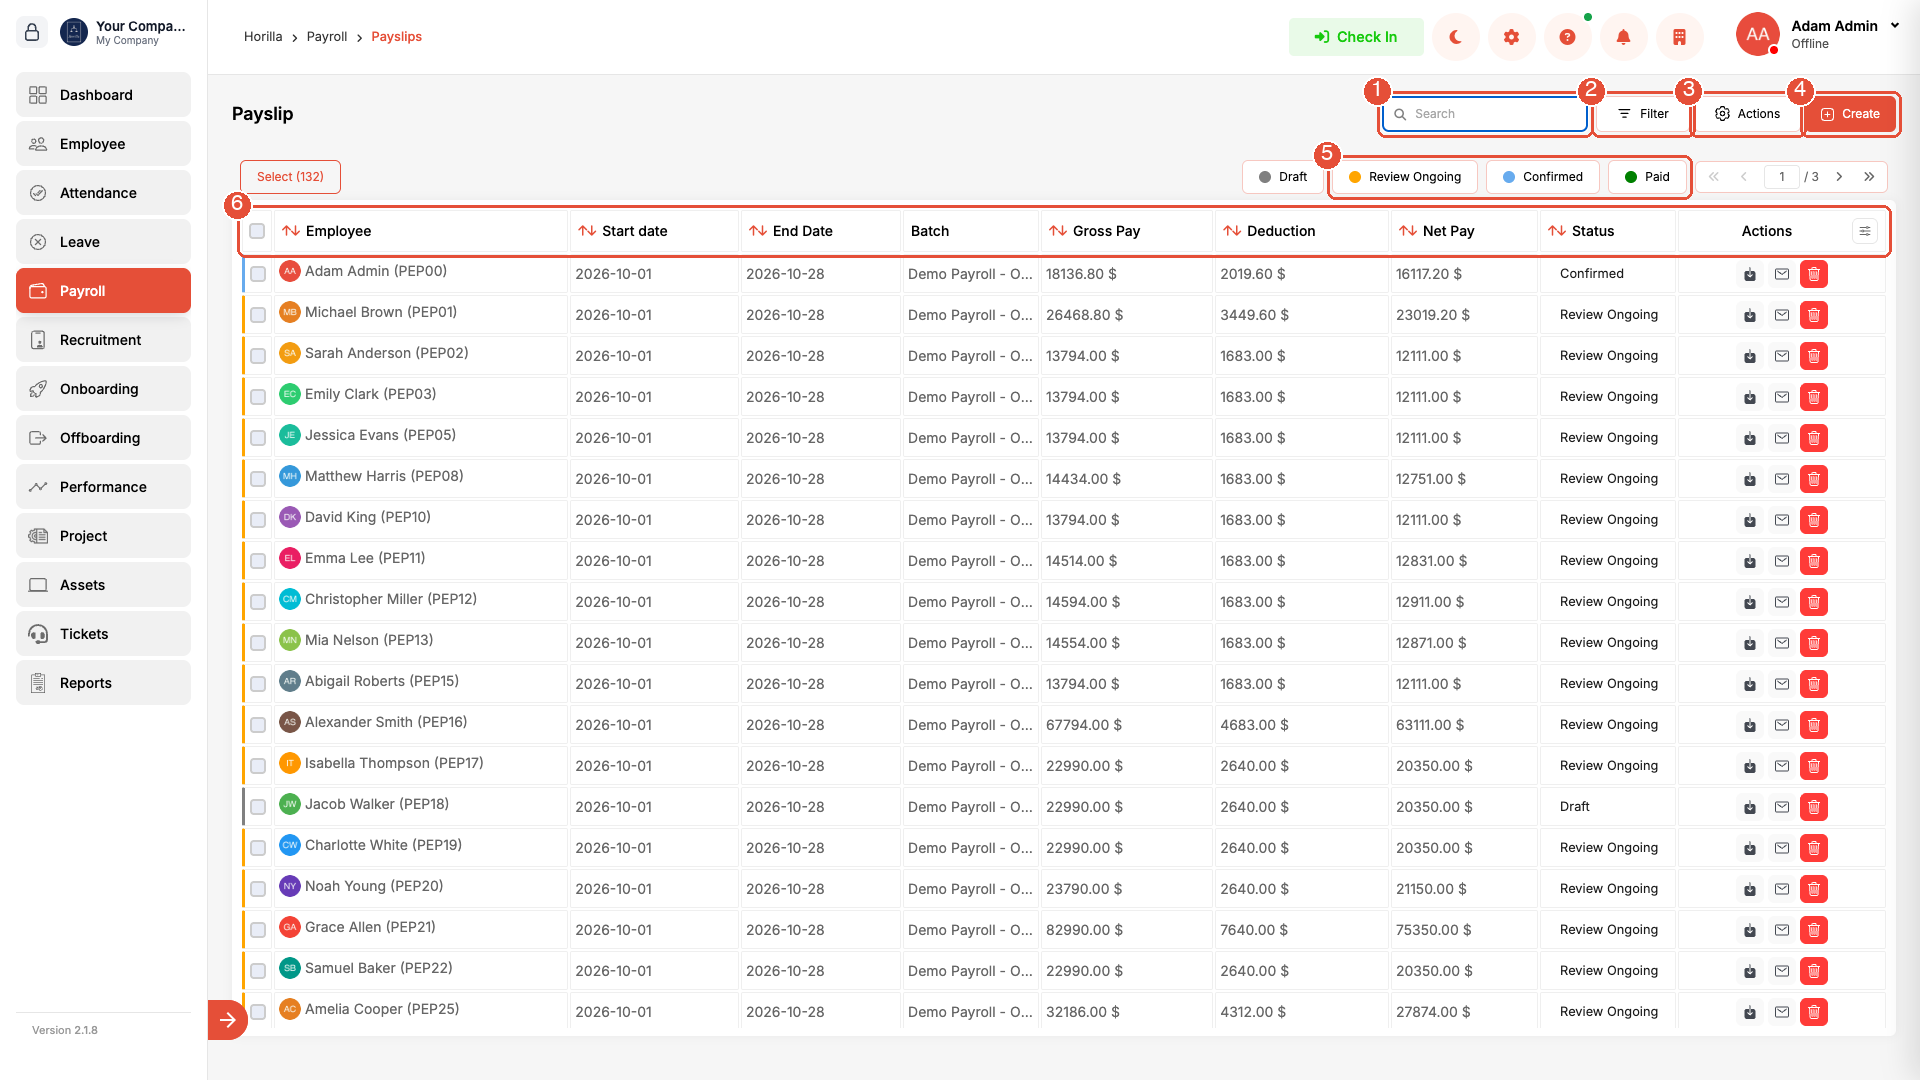 Your Compa...
My Company
Horilla > Payroll > Payslips
Check In
AA
Adam Admin
Offline
Dashboard
Employee
Attendance
Leave
Payroll
Recruitment
Onboarding
Offboarding
Performance
Project
Assets
Tickets
Reports
Version 2.1.8
Payslip
1 Search
2 Filter
3 Actions
4 Create
Select (132)
Draft
5 Review Ongoing
Confirmed
Paid
1 / 3
6
Employee Start date End Date Batch Gross Pay Deduction Net Pay Status Actions
AA Adam Admin (PEP00) 2026-10-01 2026-10-28 Demo Payroll - O... 18136.80 $ 2019.60 $ 16117.20 $ Confirmed
MB Michael Brown (PEP01) 2026-10-01 2026-10-28 Demo Payroll - O... 26468.80 $ 3449.60 $ 23019.20 $ Review Ongoing
SA Sarah Anderson (PEP02) 2026-10-01 2026-10-28 Demo Payroll - O... 13794.00 $ 1683.00 $ 12111.00 $ Review Ongoing
EC Emily Clark (PEP03) 2026-10-01 2026-10-28 Demo Payroll - O... 13794.00 $ 1683.00 $ 12111.00 $ Review Ongoing
JE Jessica Evans (PEP05) 2026-10-01 2026-10-28 Demo Payroll - O... 13794.00 $ 1683.00 $ 12111.00 $ Review Ongoing
MH Matthew Harris (PEP08) 2026-10-01 2026-10-28 Demo Payroll - O... 14434.00 $ 1683.00 $ 12751.00 $ Review Ongoing
DK David King (PEP10) 2026-10-01 2026-10-28 Demo Payroll - O... 13794.00 $ 1683.00 $ 12111.00 $ Review Ongoing
EL Emma Lee (PEP11) 2026-10-01 2026-10-28 Demo Payroll - O... 14514.00 $ 1683.00 $ 12831.00 $ Review Ongoing
CM Christopher Miller (PEP12) 2026-10-01 2026-10-28 Demo Payroll - O... 14594.00 $ 1683.00 $ 12911.00 $ Review Ongoing
MN Mia Nelson (PEP13) 2026-10-01 2026-10-28 Demo Payroll - O... 14554.00 $ 1683.00 $ 12871.00 $ Review Ongoing
AR Abigail Roberts (PEP15) 2026-10-01 2026-10-28 Demo Payroll - O... 13794.00 $ 1683.00 $ 12111.00 $ Review Ongoing
AS Alexander Smith (PEP16) 2026-10-01 2026-10-28 Demo Payroll - O... 67794.00 $ 4683.00 $ 63111.00 $ Review Ongoing
IT Isabella Thompson (PEP17) 2026-10-01 2026-10-28 Demo Payroll - O... 22990.00 $ 2640.00 $ 20350.00 $ Review Ongoing
JW Jacob Walker (PEP18) 2026-10-01 2026-10-28 Demo Payroll - O... 22990.00 $ 2640.00 $ 20350.00 $ Draft
CW Charlotte White (PEP19) 2026-10-01 2026-10-28 Demo Payroll - O... 22990.00 $ 2640.00 $ 20350.00 $ Review Ongoing
NY Noah Young (PEP20) 2026-10-01 2026-10-28 Demo Payroll - O... 23790.00 $ 2640.00 $ 21150.00 $ Review Ongoing
GA Grace Allen (PEP21) 2026-10-01 2026-10-28 Demo Payroll - O... 82990.00 $ 7640.00 $ 75350.00 $ Review Ongoing
SB Samuel Baker (PEP22) 2026-10-01 2026-10-28 Demo Payroll - O... 22990.00 $ 2640.00 $ 20350.00 $ Review Ongoing
AC Amelia Cooper (PEP25) 2026-10-01 2026-10-28 Demo Payroll - O... 32186.00 $ 4312.00 $ 27874.00 $ Review Ongoing